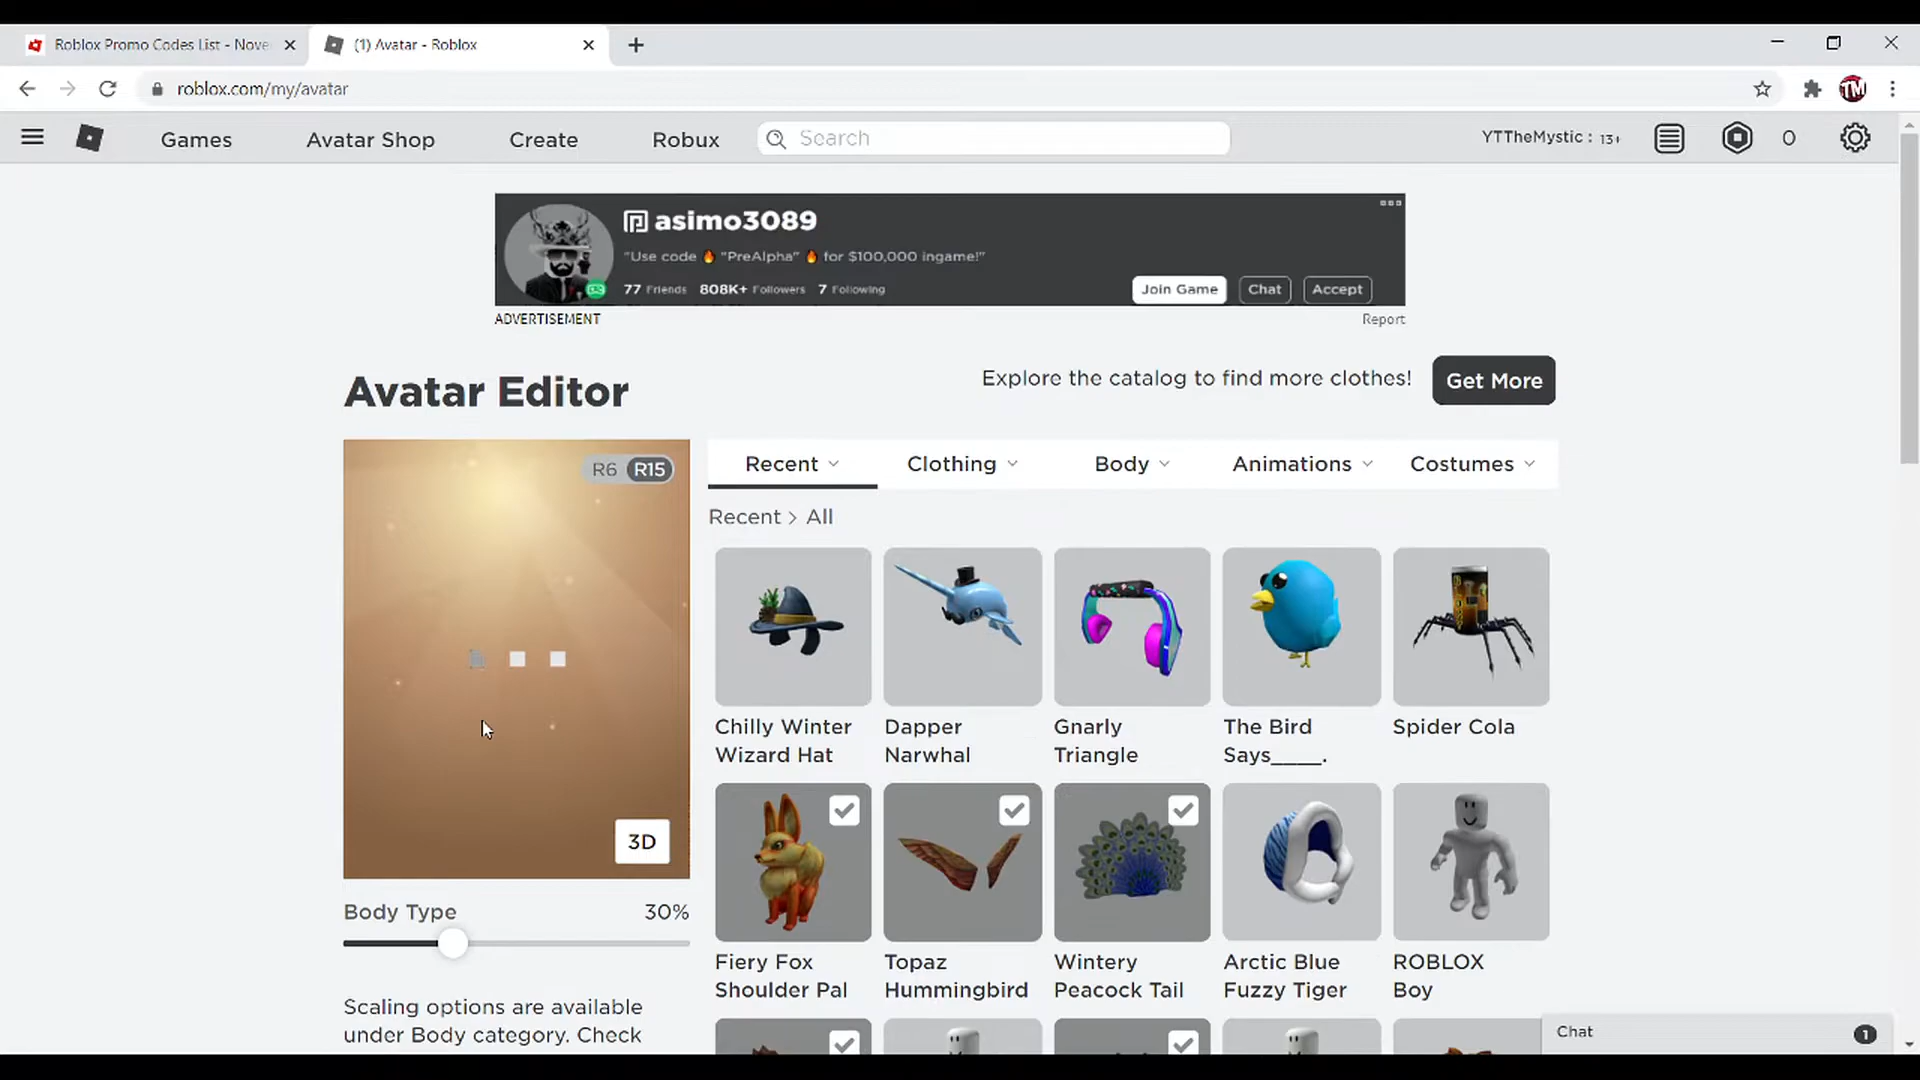 Roblox Promo Codes List - Nove
(1) Avatar - Roblox
roblox.com/my/avatar
TM
Games
Avatar Shop
Create
Robux
Search
YTTheMystic : 13+
0
asimo3089
"Use code 🔥 "PreAlpha" 🔥 for $100,000 ingame!"
77 Friends 808K+ Followers 7 Following
Join Game
Chat
Accept
ADVERTISEMENT
Report
Avatar Editor
Explore the catalog to find more clothes!
Get More
R6 R15
3D
Body Type 30%
Scaling options are available
under Body category. Check
Recent
Clothing
Body
Animations
Costumes
Recent > All
Chilly Winter
Wizard Hat
Dapper
Narwhal
Gnarly
Triangle
The Bird
Says____.
Spider Cola
Fiery Fox
Shoulder Pal
Topaz
Hummingbird
Wintery
Peacock Tail
Arctic Blue
Fuzzy Tiger
ROBLOX
Boy
Chat 1